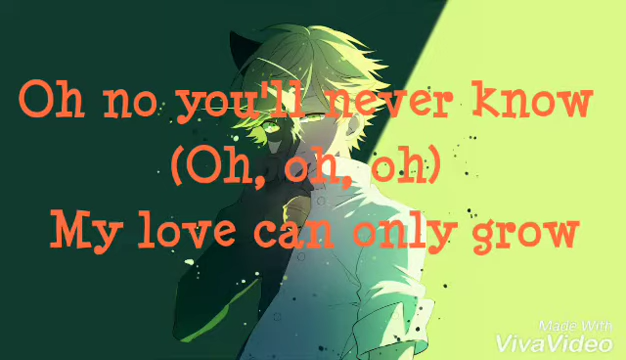 Oh no you'll never know
(Oh, oh, oh)
My love can only grow
Made With
VivaVideo